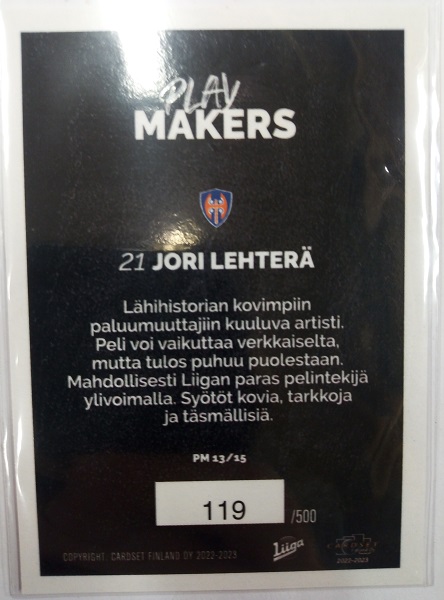 PLAY
MAKERS
21 JORI LEHTERÄ
Lähihistorian kovimpiin
paluumuuttajiin kuuluva artisti.
Peli voi vaikuttaa verkkaiselta,
mutta tulos puhuu puolestaan.
Mahdollisesti Liigan paras pelintekijä
ylivoimalla. Syötöt kovia, tarkkoja
ja täsmällisiä.
PM 13/15
119 /500
COPYRIGHT: CARDSET FINLAND OY 2022-2023
Liiga
CARDSET
2022-2023